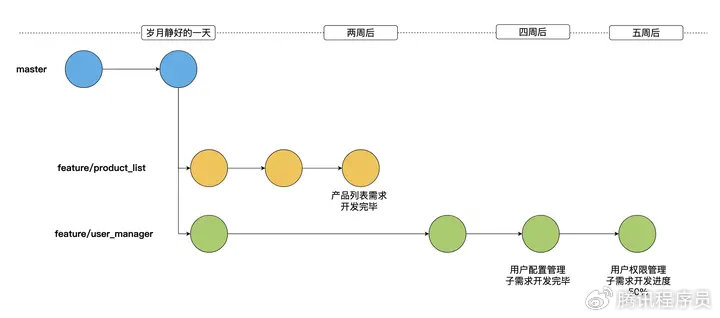 岁月静好的一天
两周后
四周后
五周后
master
feature/product_list
产品列表需求
开发完毕
feature/user_manager
用户配置管理
子需求开发完毕
用户权限管理
子需求开发进度
50%
腾讯程序员